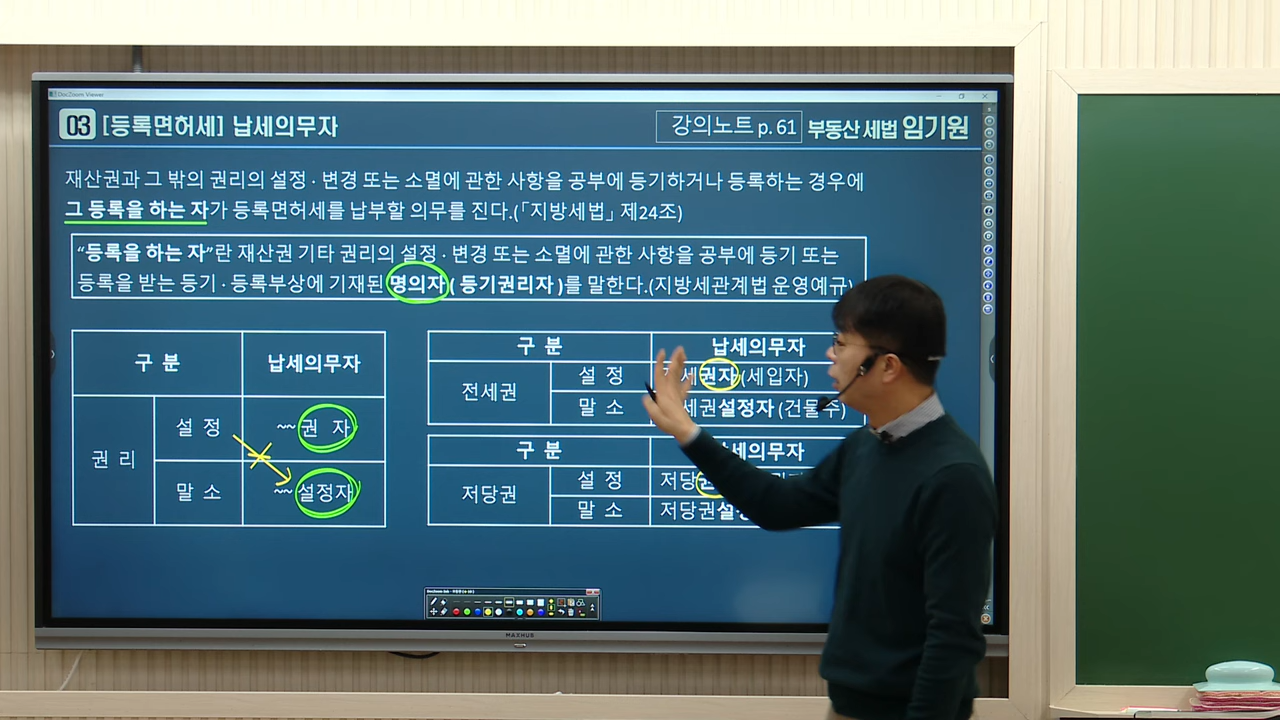 DocZoom Viewer
03 [등록면허세] 납세의무자
강의노트 p. 61 부동산 세법 임기원
재산권과 그 밖의 권리의 설정 · 변경 또는 소멸에 관한 사항을 공부에 등기하거나 등록하는 경우에
그 등록을 하는 자가 등록면허세를 납부할 의무를 진다.(「지방세법」 제24조)
“등록을 하는 자”란 재산권 기타 권리의 설정 · 변경 또는 소멸에 관한 사항을 공부에 등기 또는
등록을 받는 등기 · 등록부상에 기재된 명의자 ( 등기권리자 )를 말한다.(지방세관계법 운영예규)
구 분 납세의무자
권 리 설 정 ~~ 권 자
말 소 ~~ 설정자
구 분 납세의무자
전세권 설 정 세권자 (세입자)
말 소 세권설정자 (건물주)
구 분 납세의무자
저당권 설 정 저당
말 소 저당권설
MAXHUB